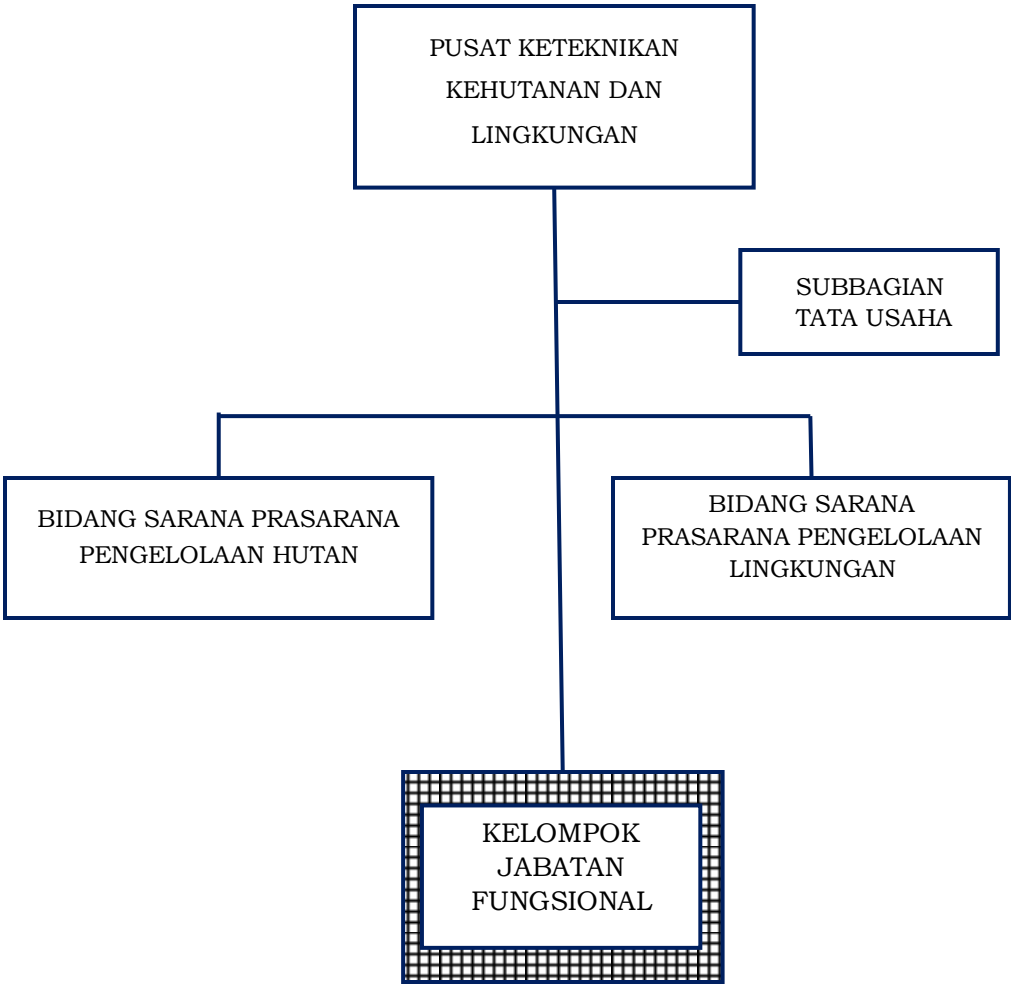 PUSAT KETEKNIKAN
KEHUTANAN DAN
LINGKUNGAN
SUBBAGIAN
TATA USAHA
BIDANG SARANA PRASARANA
PENGELOLAAN HUTAN
BIDANG SARANA
PRASARANA PENGELOLAAN
LINGKUNGAN
KELOMPOK
JABATAN
FUNGSIONAL